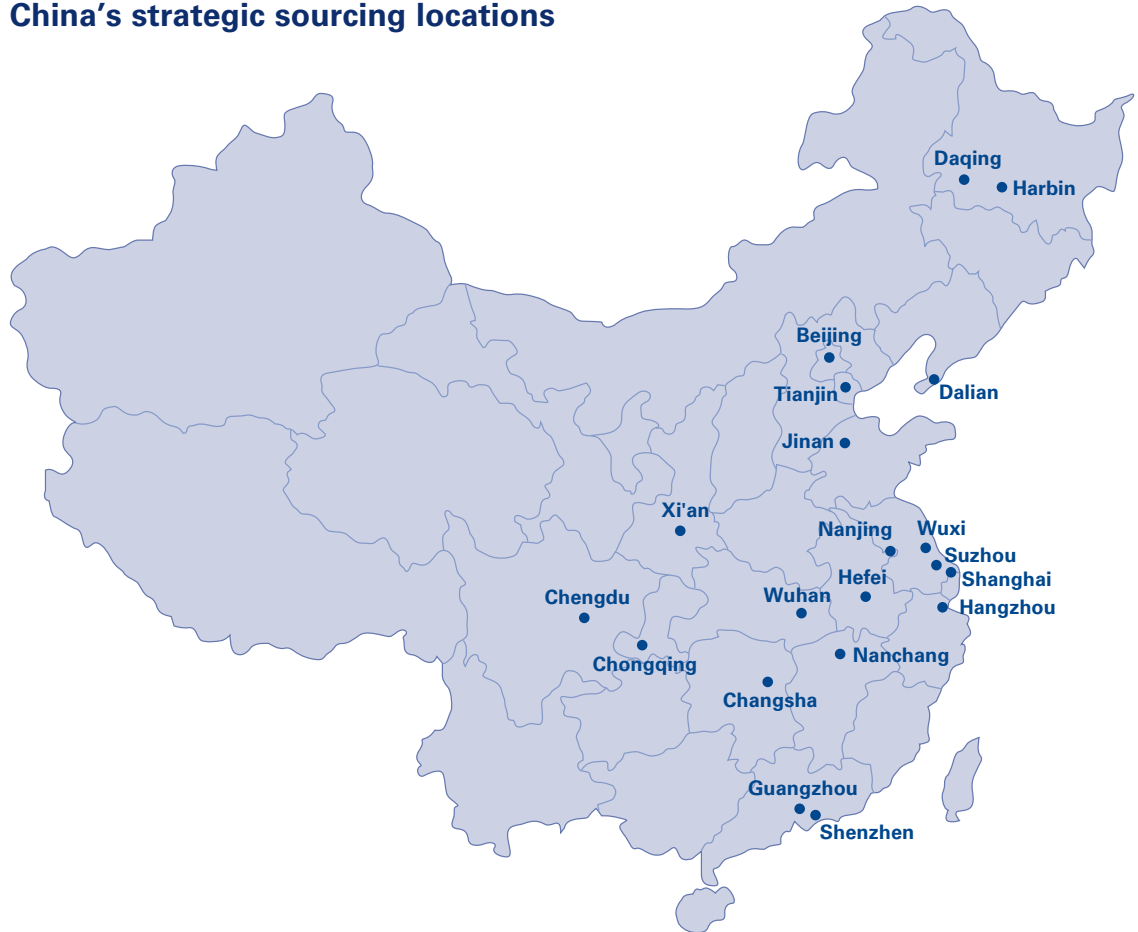 China’s strategic sourcing locations
Daqing
Harbin
Beijing
Tianjin
Dalian
Jinan
Xi'an
Nanjing
Wuxi
Suzhou
Shanghai
Hefei
Chengdu
Wuhan
Hangzhou
Chongqing
Nanchang
Changsha
Guangzhou
Shenzhen